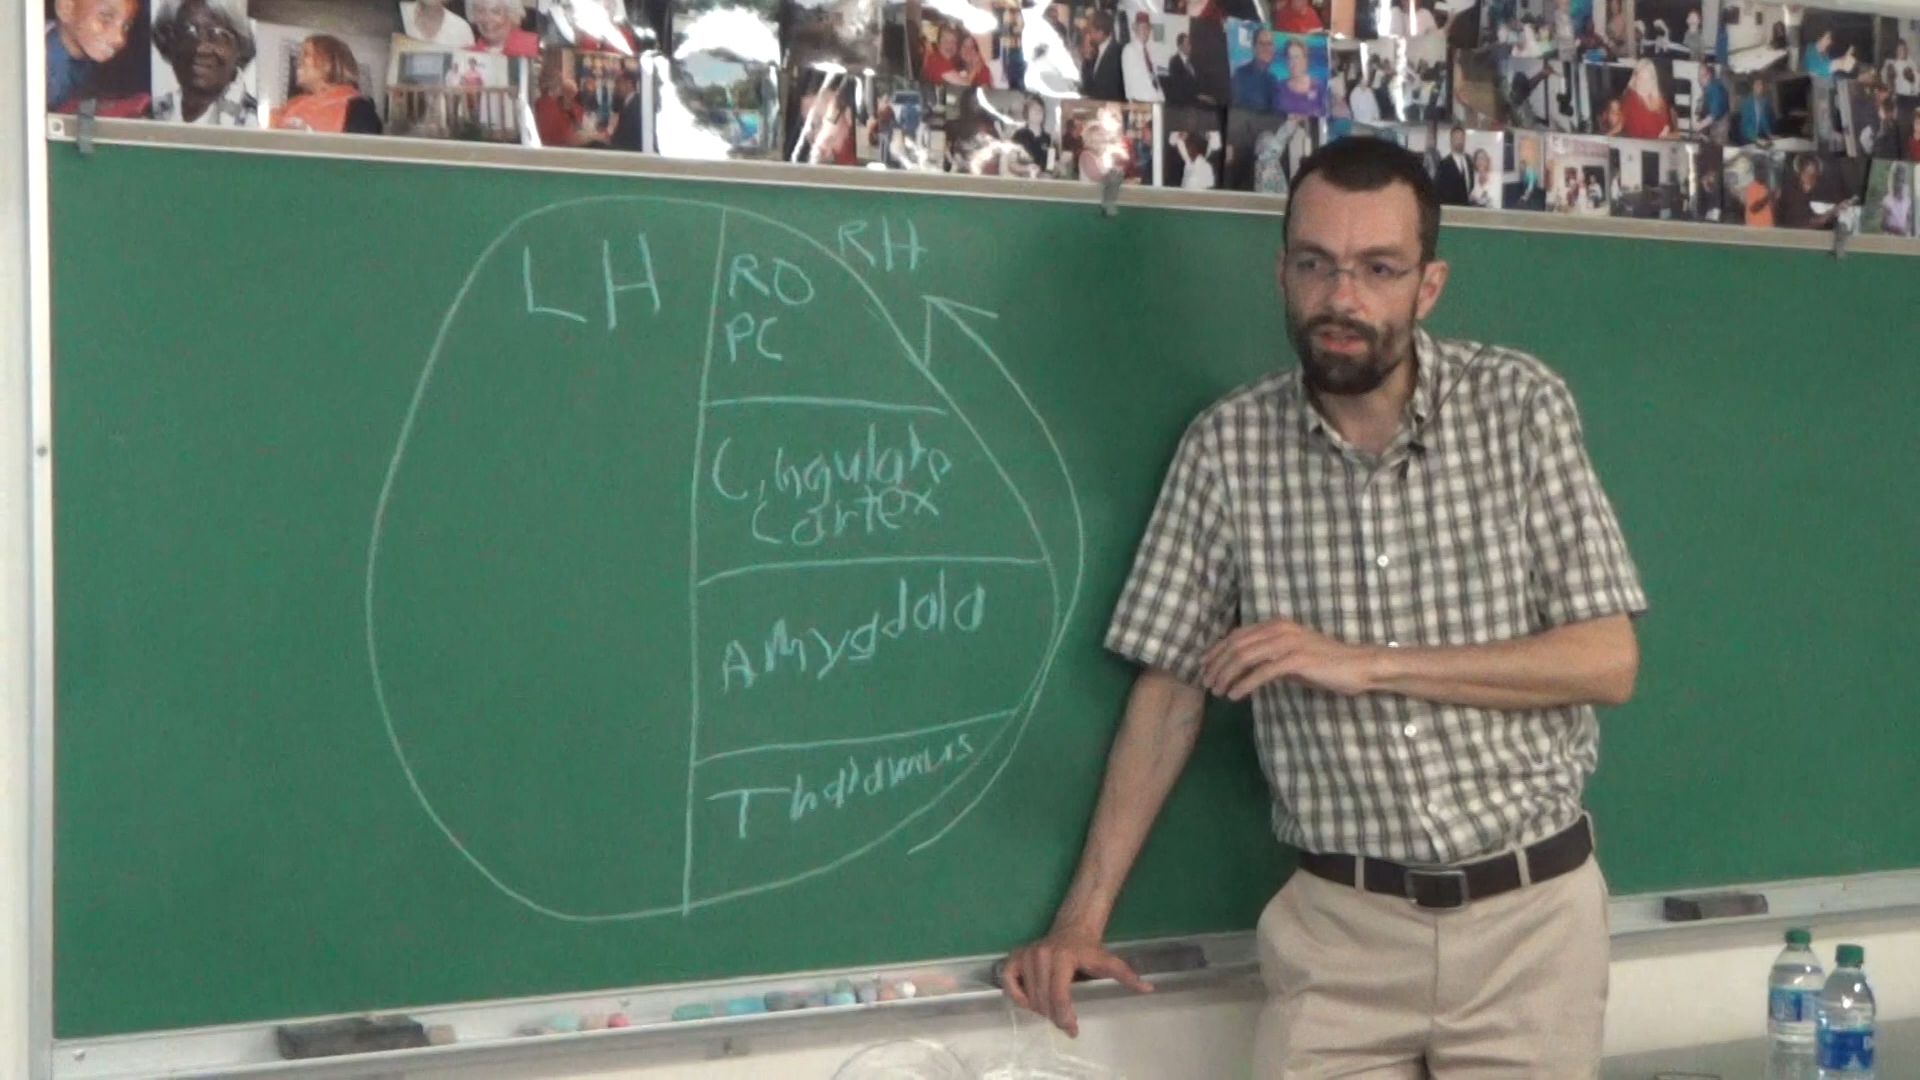 LH
RH
RO
PC
Cingulate
Cortex
Amygdala
Thalamus